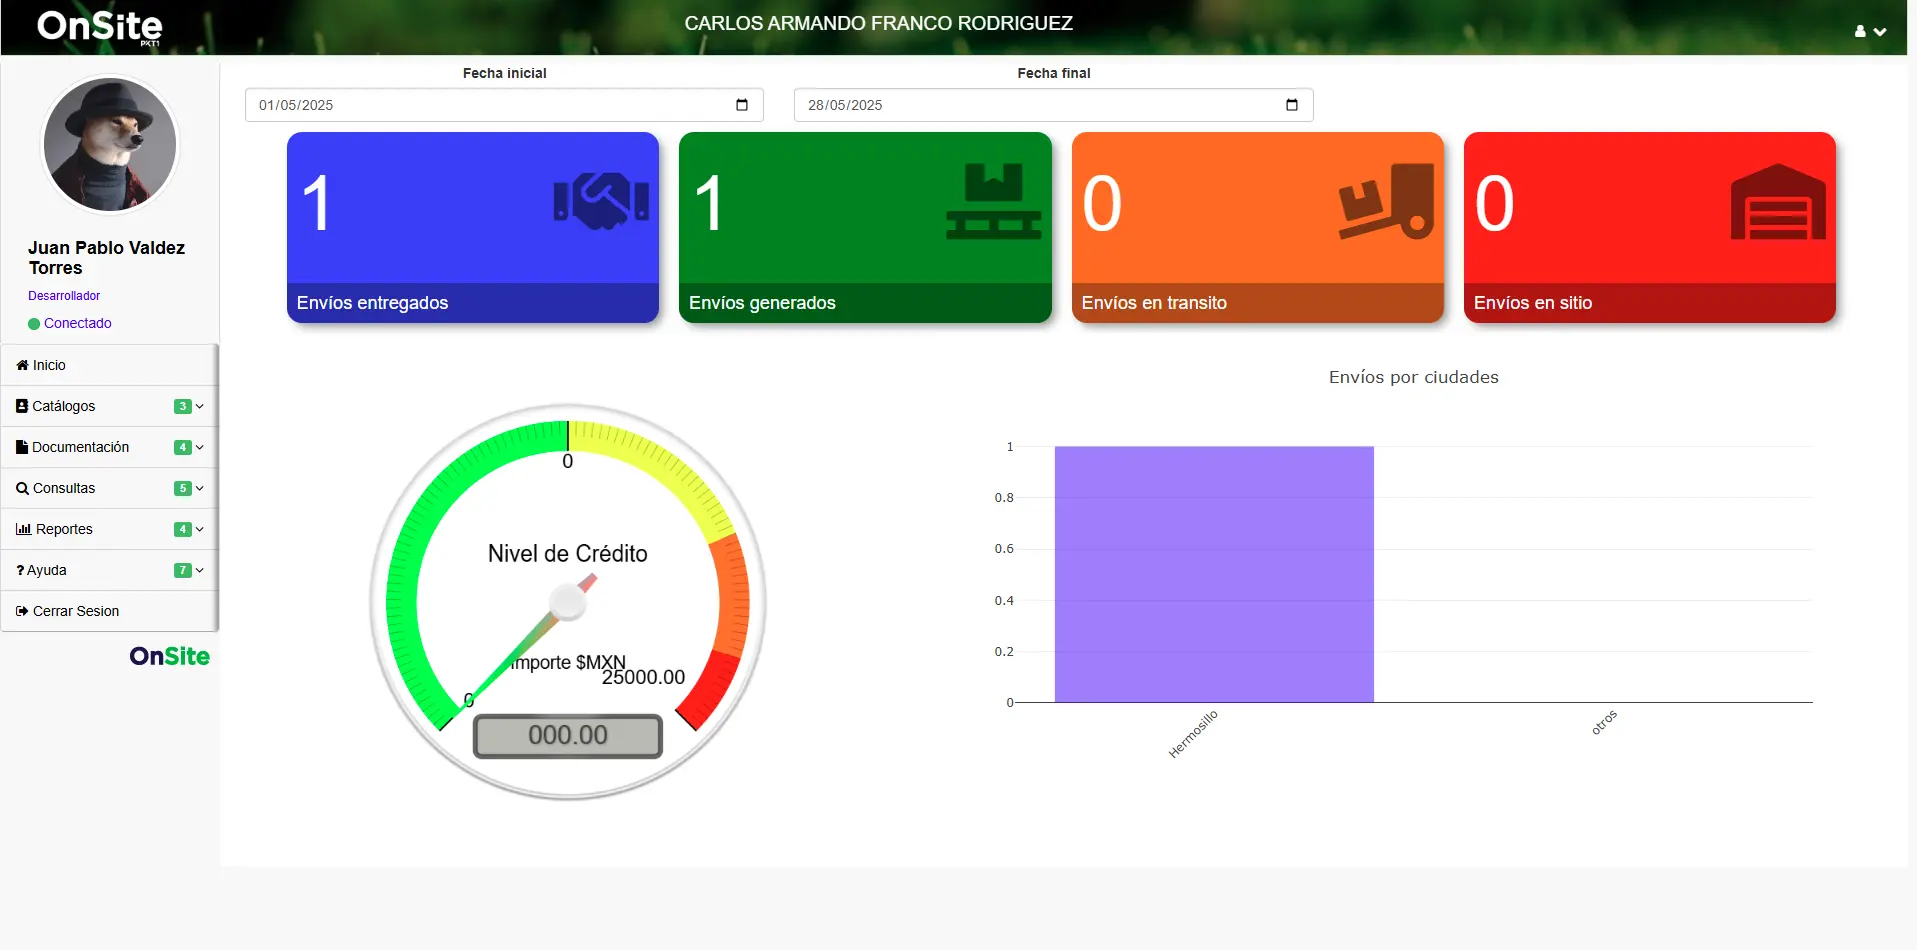 OnSite
PKT1
CARLOS ARMANDO FRANCO RODRIGUEZ
Juan Pablo Valdez
Torres
Desarrollador
Conectado
Inicio
Catálogos 3
Documentación 4
Consultas 5
Reportes 4
? Ayuda 7
Cerrar Sesion
OnSite
Fecha inicial
01/05/2025
Fecha final
28/05/2025
1
Envíos entregados
1
Envíos generados
0
Envíos en transito
0
Envíos en sitio
0
Nivel de Crédito
Importe $MXN
25000.00
0
000.00
Envíos por ciudades
1
0.8
0.6
0.4
0.2
0
Hermosillo
otros